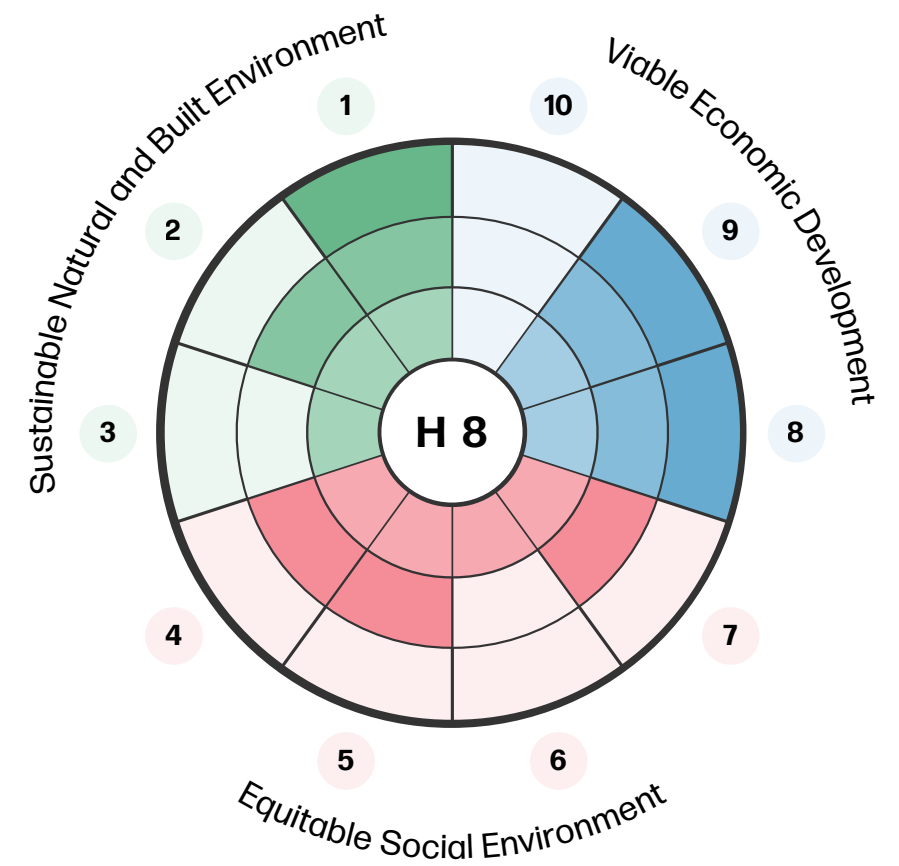 Sustainable Natural and Built Environment
Viable Economic Development
1
10
2
9
3
H 8
8
4
7
5
6
Equitable Social Environment